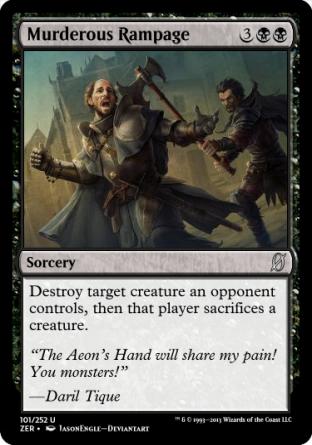 Murderous Rampage 3
Sorcery
Destroy target creature an opponent
controls, then that player sacrifices a
creature.
“The Aeon's Hand will share my pain!
You monsters!”
—Daril Tique
101/252 U
ZER • JasonEngle—Deviantart
™ & © 1993–2013 Wizards of the Coast LLC